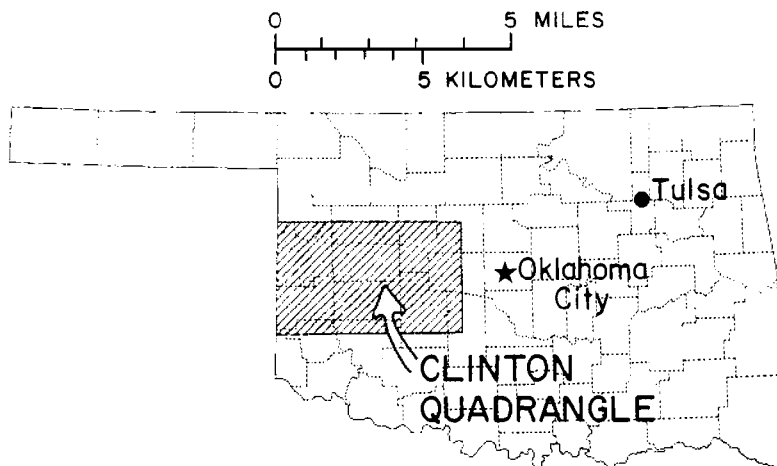 0 5 MILES
0 5 KILOMETERS
Tulsa
Oklahoma
City
CLINTON
QUADRANGLE